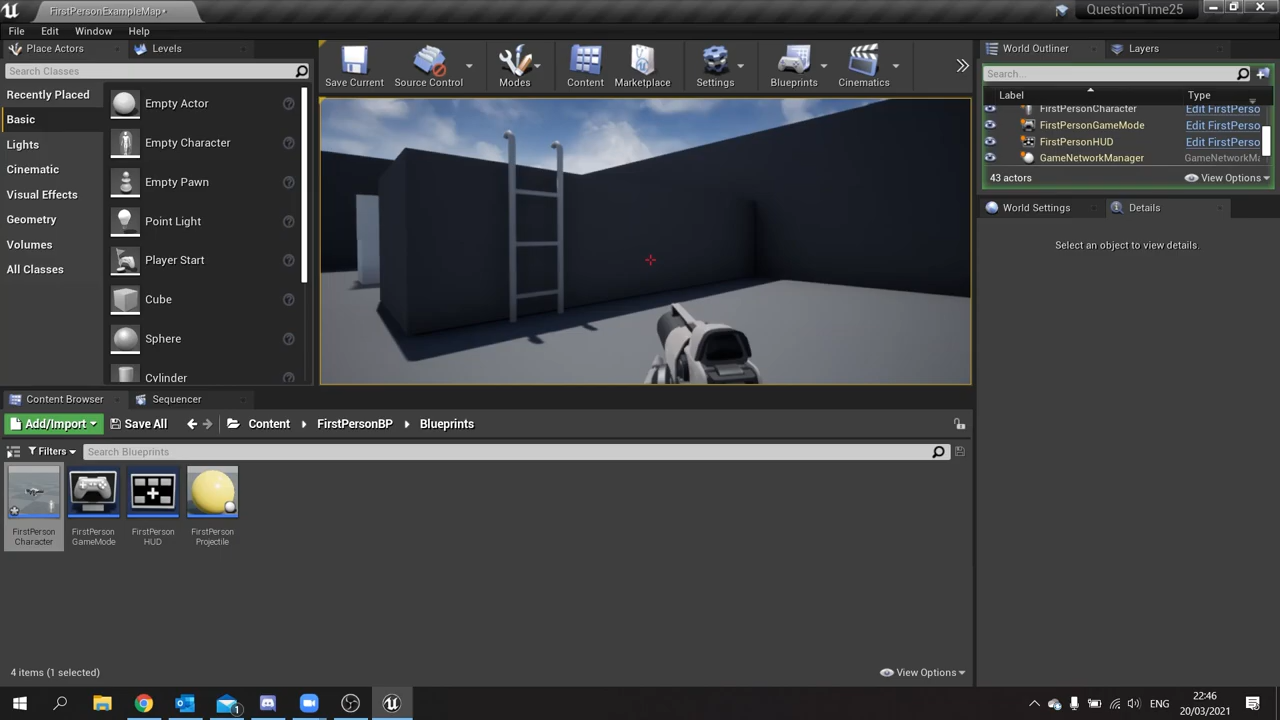 FirstPersonExampleMap•
QuestionTime25
File Edit Window Help
Place Actors Levels
Search Classes
Recently Placed
Basic
Lights
Cinematic
Visual Effects
Geometry
Volumes
All Classes
Empty Actor
Empty Character
Empty Pawn
Point Light
Player Start
Cube
Sphere
Cylinder
Save Current Source Control Modes Content Marketplace Settings Blueprints Cinematics
World Outliner Layers
Search...
Label Type
FirstPersonCharacter Edit FirstPerso
FirstPersonGameMode Edit FirstPerso
FirstPersonHUD Edit FirstPerso
GameNetworkManager GameNetworkMa
43 actors View Options
World Settings Details
Select an object to view details.
Content Browser Sequencer
Add/Import Save All Content FirstPersonBP Blueprints
Filters Search Blueprints
FirstPerson
Character
FirstPerson
GameMode
FirstPerson
HUD
FirstPerson
Projectile
4 items (1 selected) View Options
1
ENG
22:46
20/03/2021